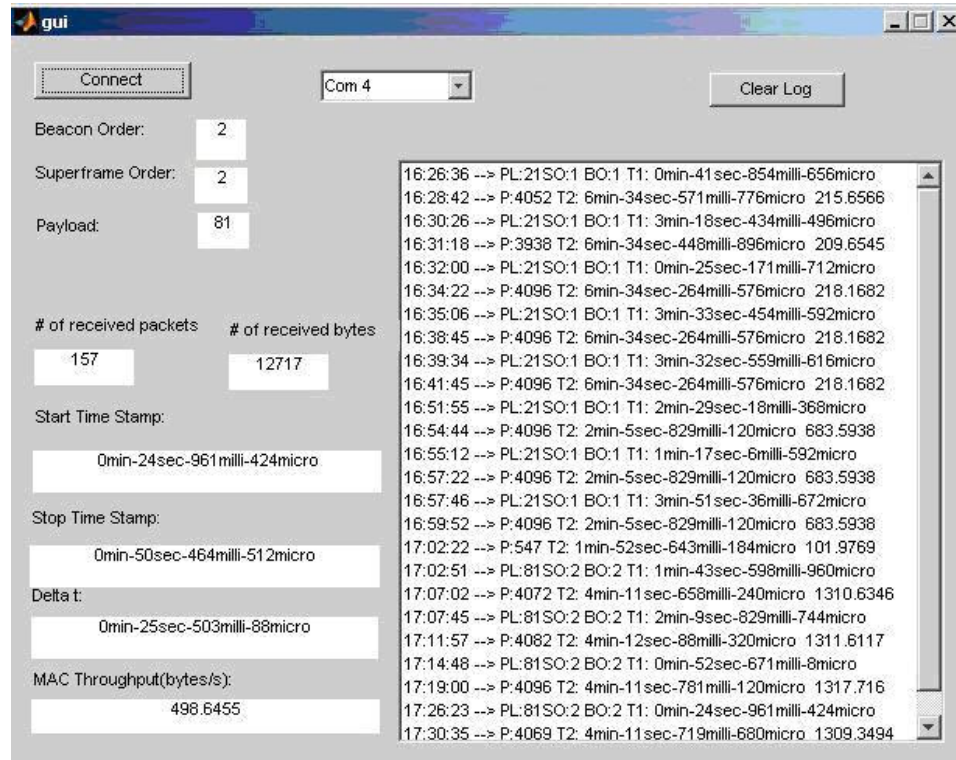 gui
Connect
Com 4
Clear Log
Beacon Order:
2
Superframe Order:
2
Payload:
81
# of received packets
# of received bytes
157
12717
Start Time Stamp:
0min-24sec-961milli-424micro
Stop Time Stamp:
0min-50sec-464milli-512micro
Delta t:
0min-25sec-503milli-88micro
MAC Throughput(bytes/s):
498.6455
16:26:36 --> PL:21SO:1 BO:1 T1: 0min-41sec-854milli-656micro
16:28:42 --> P:4052 T2: 6min-34sec-571milli-776micro 215.6566
16:30:26 --> PL:21SO:1 BO:1 T1: 3min-18sec-434milli-496micro
16:31:18 --> P:3938 T2: 6min-34sec-448milli-896micro 209.6545
16:32:00 --> PL:21SO:1 BO:1 T1: 0min-25sec-171milli-712micro
16:34:22 --> P:4096 T2: 6min-34sec-264milli-576micro 218.1682
16:35:06 --> PL:21SO:1 BO:1 T1: 3min-33sec-454milli-592micro
16:38:45 --> P:4096 T2: 6min-34sec-264milli-576micro 218.1682
16:39:34 --> PL:21SO:1 BO:1 T1: 3min-32sec-559milli-616micro
16:41:45 --> P:4096 T2: 6min-34sec-264milli-576micro 218.1682
16:51:55 --> PL:21SO:1 BO:1 T1: 2min-29sec-18milli-368micro
16:54:44 --> P:4096 T2: 2min-5sec-829milli-120micro 683.5938
16:55:12 --> PL:21SO:1 BO:1 T1: 1min-17sec-6milli-592micro
16:57:22 --> P:4096 T2: 2min-5sec-829milli-120micro 683.5938
16:57:46 --> PL:21SO:1 BO:1 T1: 3min-51sec-36milli-672micro
16:59:52 --> P:4096 T2: 2min-5sec-829milli-120micro 683.5938
17:02:22 --> P:547 T2: 1min-52sec-643milli-184micro 101.9769
17:02:51 --> PL:81SO:2 BO:2 T1: 1min-43sec-598milli-960micro
17:07:02 --> P:4072 T2: 4min-11sec-658milli-240micro 1310.6346
17:07:45 --> PL:81SO:2 BO:2 T1: 2min-9sec-829milli-744micro
17:11:57 --> P:4082 T2: 4min-12sec-88milli-320micro 1311.6117
17:14:48 --> PL:81SO:2 BO:2 T1: 0min-52sec-671milli-8micro
17:19:00 --> P:4096 T2: 4min-11sec-781milli-120micro 1317.716
17:26:23 --> PL:81SO:2 BO:2 T1: 0min-24sec-961milli-424micro
17:30:35 --> P:4069 T2: 4min-11sec-719milli-680micro 1309.3494